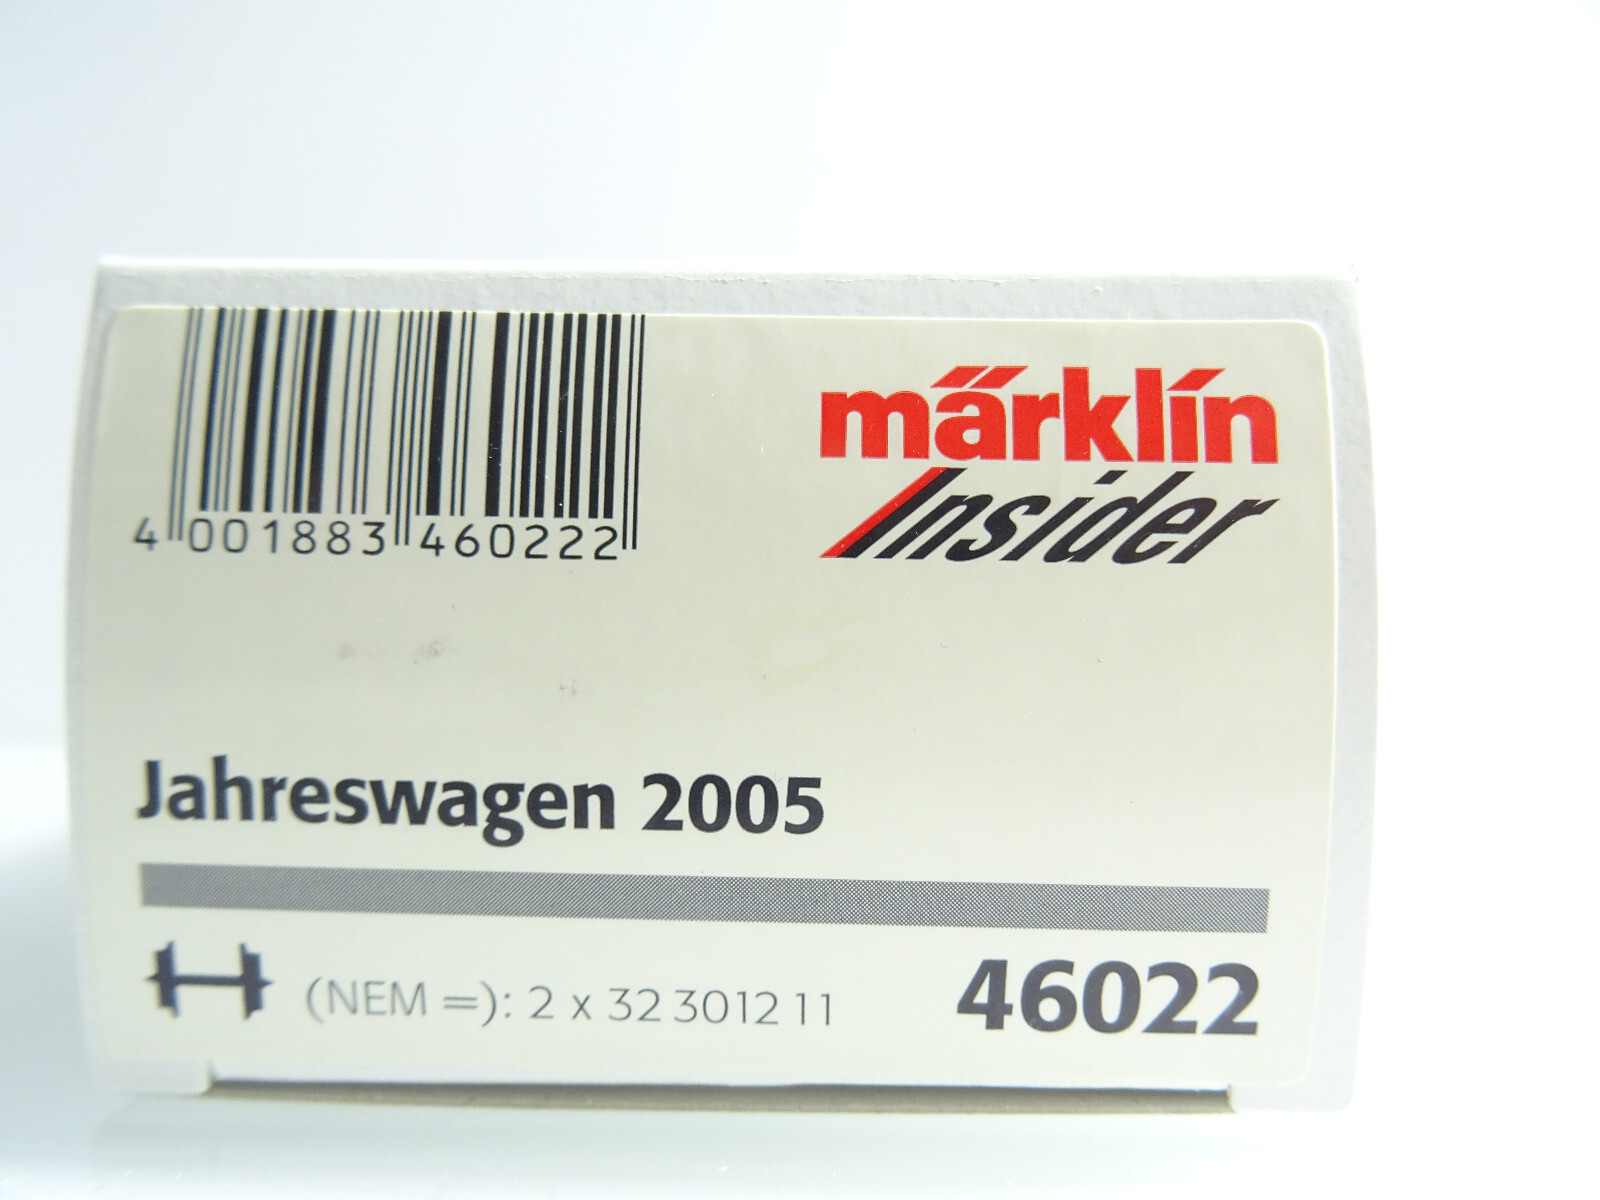 4 001883 460222
märklin
Insider
Jahreswagen 2005
(NEM =): 2 x 32 3012 11
46022